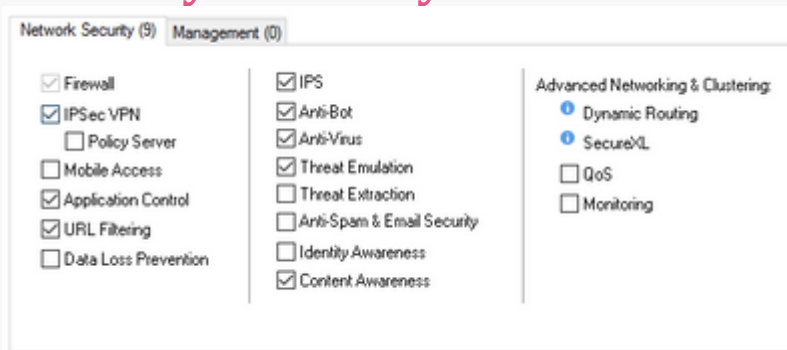 Network Security (9)
Management (0)
Firewall
IPSec VPN
Policy Server
Mobile Access
Application Control
URL Filtering
Data Loss Prevention
IPS
Anti-Bot
Anti-Virus
Threat Emulation
Threat Extraction
Anti-Spam & Email Security
Identity Awareness
Content Awareness
Advanced Networking & Clustering:
Dynamic Routing
SecureXL
QoS
Monitoring